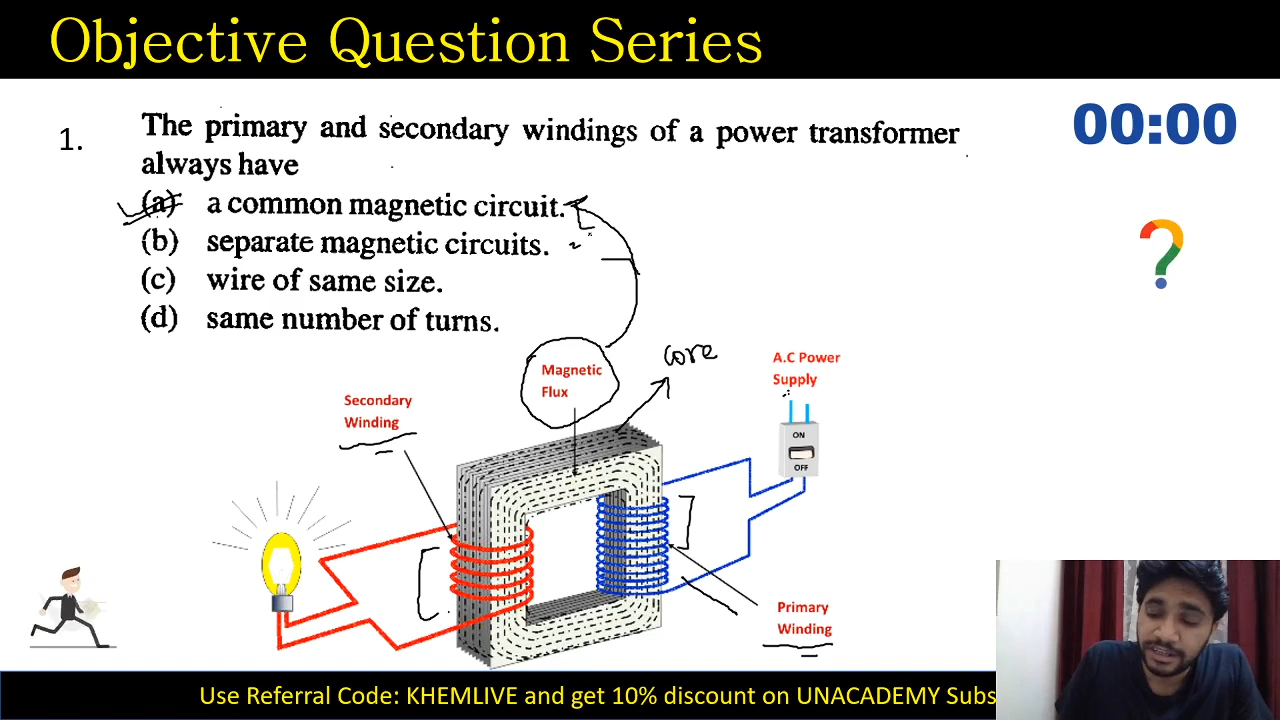 Objective Question Series
1.
The primary and secondary windings of a power transformer
always have
(a) a common magnetic circuit.
(b) separate magnetic circuits.
(c) wire of same size.
(d) same number of turns.
00:00
?
core
Magnetic
Flux
A.C Power
Supply
Secondary
Winding
ON
OFF
Primary
Winding
Use Referral Code: KHEMLIVE and get 10% discount on UNACADEMY Subs